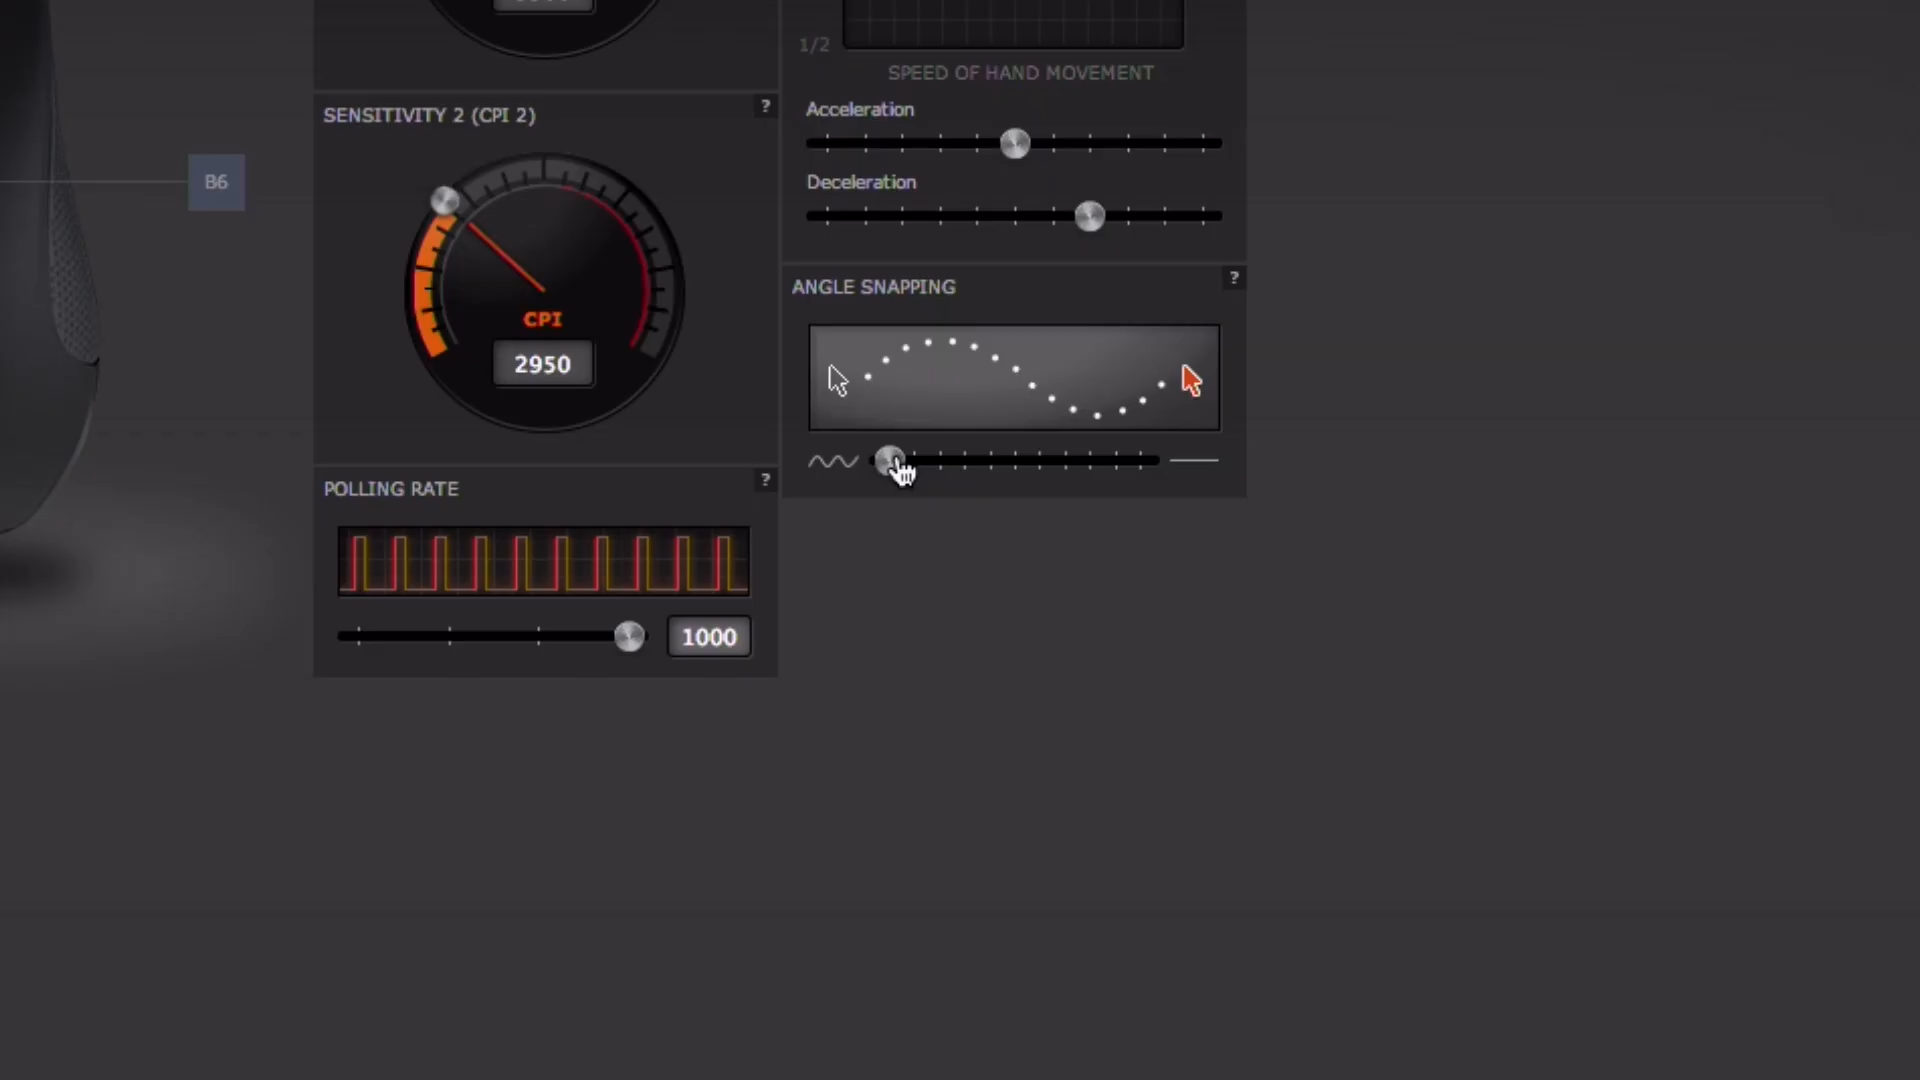 1/2
SPEED OF HAND MOVEMENT
SENSITIVITY 2 (CPI 2)
?
Acceleration
B6
Deceleration
CPI
2950
ANGLE SNAPPING
?
POLLING RATE
?
1000